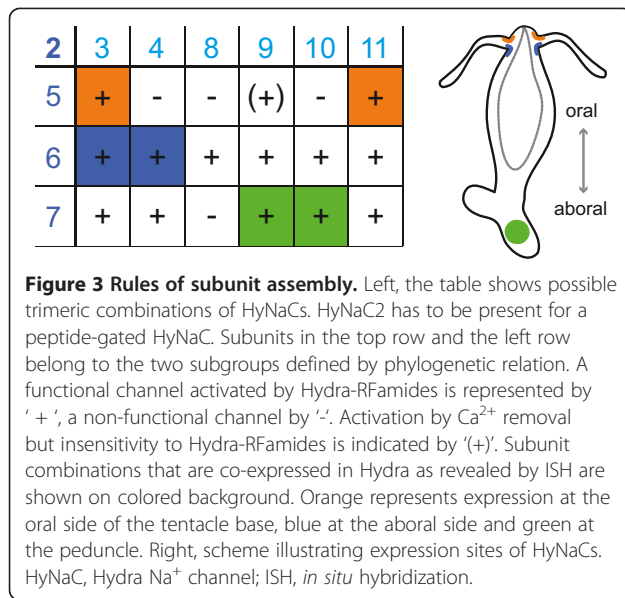 2 3 4 8 9 10 11
5 + - - (+) - +
6 + + + + + +
7 + + - + + +
oral
aboral
Figure 3 Rules of subunit assembly. Left, the table shows possible
trimeric combinations of HyNaCs. HyNaC2 has to be present for a
peptide-gated HyNaC. Subunits in the top row and the left row
belong to the two subgroups defined by phylogenetic relation. A
functional channel activated by Hydra-RFamides is represented by
‘ + ‘, a non-functional channel by ‘-‘. Activation by Ca²⁺ removal
but insensitivity to Hydra-RFamides is indicated by ‘(+)’. Subunit
combinations that are co-expressed in Hydra as revealed by ISH are
shown on colored background. Orange represents expression at the
oral side of the tentacle base, blue at the aboral side and green at
the peduncle. Right, scheme illustrating expression sites of HyNaCs.
HyNaC, Hydra Na⁺ channel; ISH, in situ hybridization.